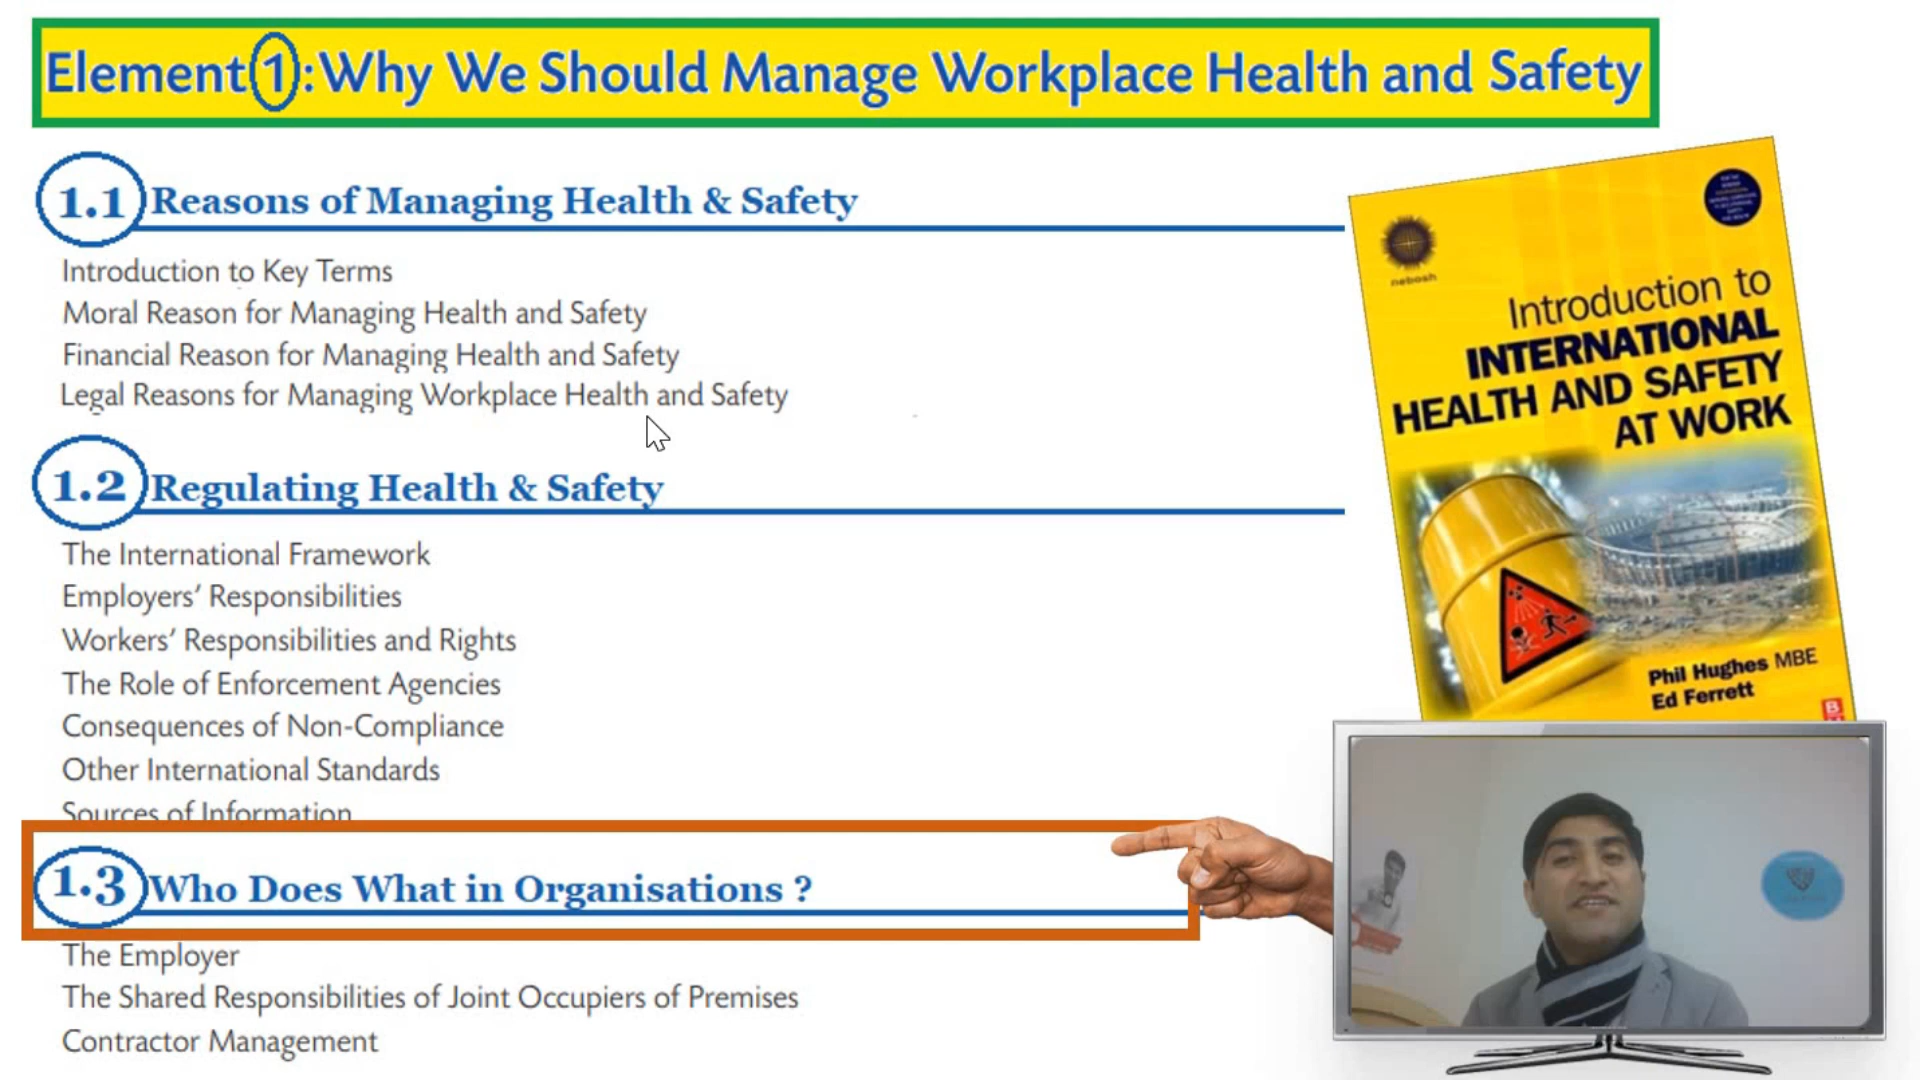 Element 1: Why We Should Manage Workplace Health and Safety
1.1 Reasons of Managing Health & Safety
Introduction to Key Terms
Moral Reason for Managing Health and Safety
Financial Reason for Managing Health and Safety
Legal Reasons for Managing Workplace Health and Safety
1.2 Regulating Health & Safety
The International Framework
Employers’ Responsibilities
Workers’ Responsibilities and Rights
The Role of Enforcement Agencies
Consequences of Non-Compliance
Other International Standards
Sources of Information
1.3 Who Does What in Organisations ?
The Employer
The Shared Responsibilities of Joint Occupiers of Premises
Contractor Management
nebosh
Introduction to
INTERNATIONAL
HEALTH AND SAFETY
AT WORK
Phil Hughes MBE
Ed Ferrett